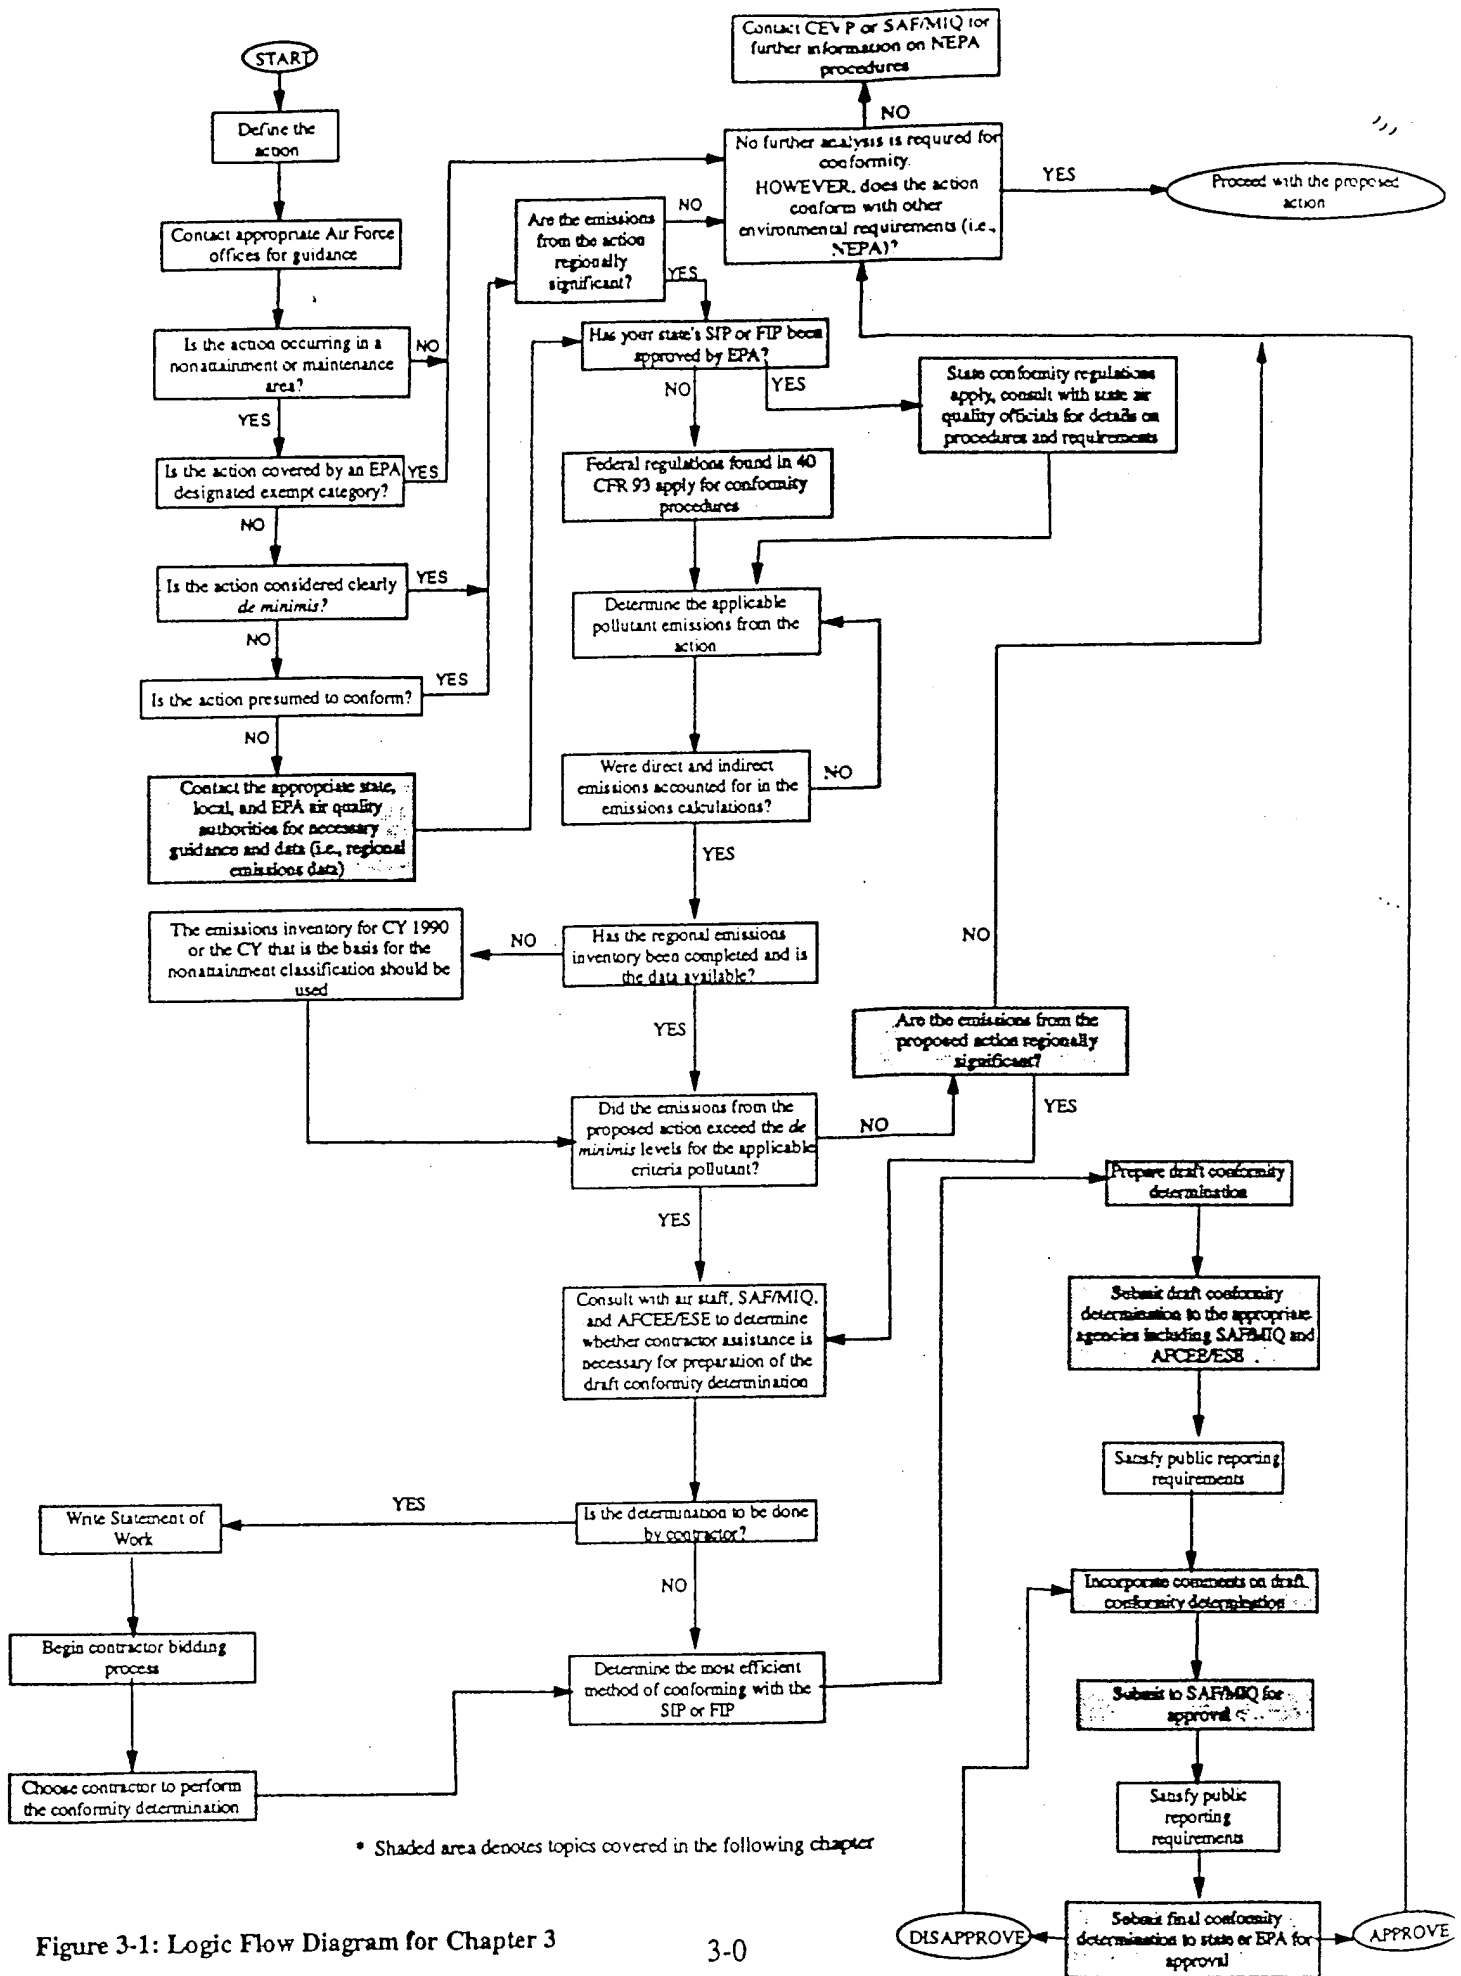 START
Define the
action
Contact appropriate Air Force
offices for guidance
Is the action occurring in a
nonattainment or maintenance
area?
NO
YES
Is the action covered by an EPA
designated exempt category?
YES
NO
Is the action considered clearly
de minimis?
YES
NO
Is the action presumed to conform?
YES
NO
Contact the appropriate state,
local, and EPA air quality
authorities for necessary
guidance and data (i.e., regional
emissions data)
Contact CEVP or SAF/MIQ for
further information on NEPA
procedures
NO
No further analysis is required for
conformity.
HOWEVER, does the action
conform with other
environmental requirements (i.e.,
NEPA)?
YES
Proceed with the proposed
action
Are the emissions
from the action
regionally
significant?
NO
YES
Has your state's SIP or FIP been
approved by EPA?
NO
YES
State conformity regulations
apply, consult with state air
quality officials for details on
procedures and requirements
Federal regulations found in 40
CFR 93 apply for conformity
procedures
Determine the applicable
pollutant emissions from the
action
Were direct and indirect
emissions accounted for in the
emissions calculations?
NO
YES
Has the regional emissions
inventory been completed and is
the data available?
NO
The emissions inventory for CY 1990
or the CY that is the basis for the
nonattainment classification should be
used
YES
Did the emissions from the
proposed action exceed the de
minimis levels for the applicable
criteria pollutant?
NO
Are the emissions from the
proposed action regionally
significant?
NO
YES
YES
Consult with air staff, SAF/MIQ,
and AFCEE/ESE to determine
whether contractor assistance is
necessary for preparation of the
draft conformity determination
Is the determination to be done
by contractor?
YES
Write Statement of
Work
Begin contractor bidding
process
Choose contractor to perform
the conformity determination
NO
Determine the most efficient
method of conforming with the
SIP or FIP
Prepare draft conformity
determination
Submit draft conformity
determination to the appropriate
agencies including SAF/MIQ and
AFCEE/ESE
Satisfy public reporting
requirements
Incorporate comments on draft
conformity determination
Submit to SAF/MIQ for
approval
Satisfy public
reporting
requirements
Submit final conformity
determination to state or EPA for
approval
DISAPPROVE
APPROVE
* Shaded area denotes topics covered in the following chapter
Figure 3-1: Logic Flow Diagram for Chapter 3
3-0